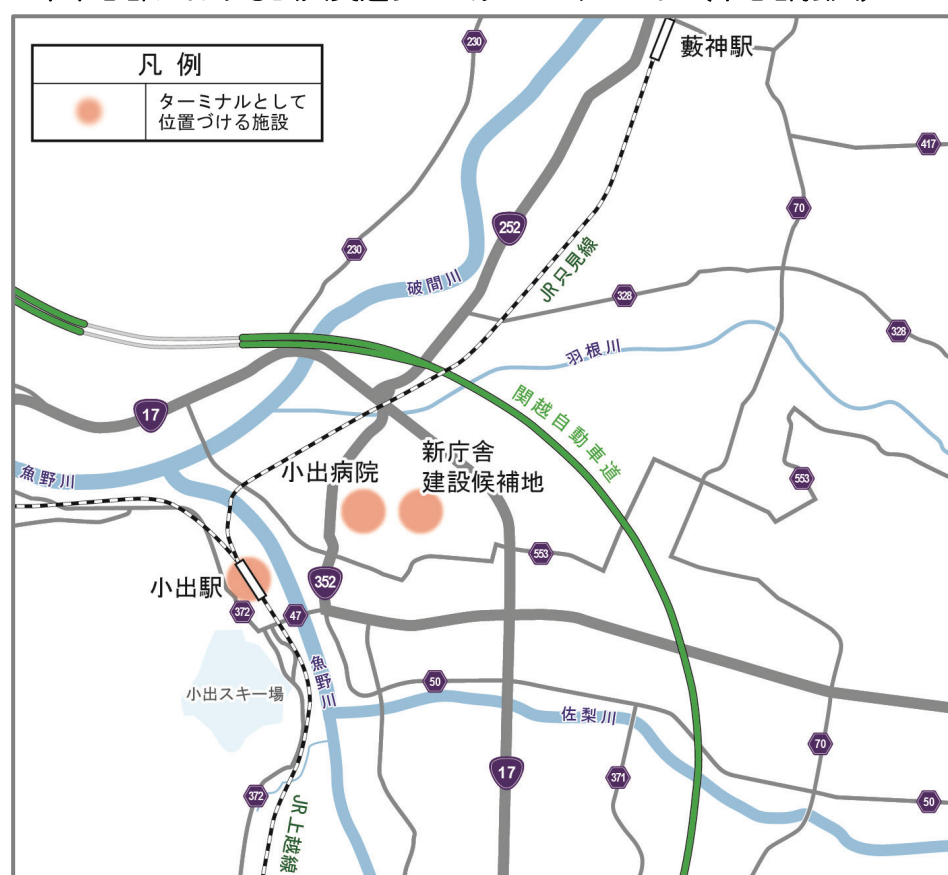 凡 例
ターミナルとして
位置づける施設
藪神駅
230
417
70
252
230
JR只見線
破間川
328
328
羽根川
関越自動車道
17
新庁舎
建設候補地
小出病院
魚野川
553
553
小出駅
352
372
47
魚野川
小出スキー場
50
佐梨川
70
17
371
372
50
JR上越線